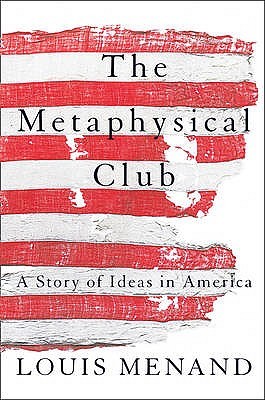 The
Metaphysical
Club
A Story of Ideas in America
LOUIS MENAND